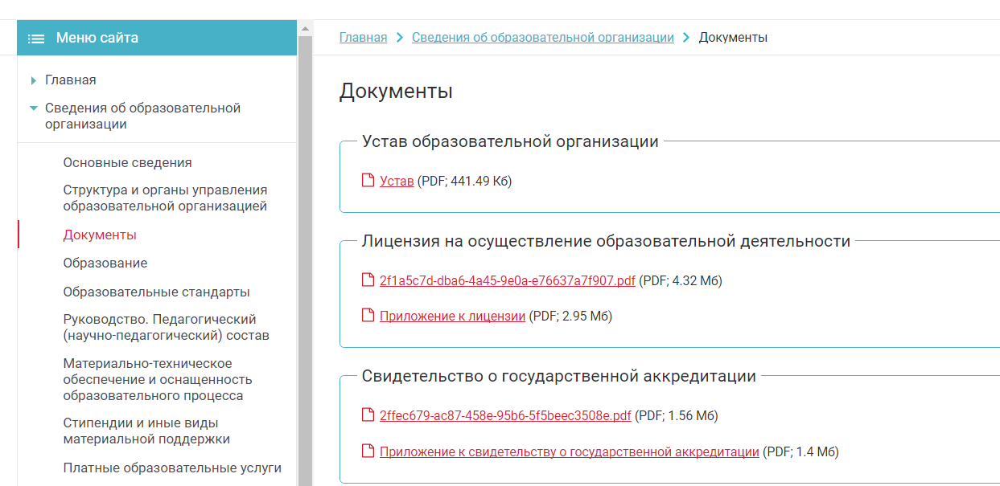 Меню сайта
Главная
Сведения об образовательной
организации
Основные сведения
Структура и органы управления
образовательной организацией
Документы
Образование
Образовательные стандарты
Руководство. Педагогический
(научно-педагогический) состав
Материально-техническое
обеспечение и оснащенность
образовательного процесса
Стипендии и иные виды
материальной поддержки
Платные образовательные услуги
Главная Сведения об образовательной организации Документы
Документы
Устав образовательной организации
Устав (PDF; 441.49 Кб)
Лицензия на осуществление образовательной деятельности
2f1a5c7d-dba6-4a45-9e0a-e76637a7f907.pdf (PDF; 4.32 Мб)
Приложение к лицензии (PDF; 2.95 Мб)
Свидетельство о государственной аккредитации
2ffec679-ac87-458e-95b6-5f5beec3508e.pdf (PDF; 1.56 Мб)
Приложение к свидетельству о государственной аккредитации (PDF; 1.4 Мб)